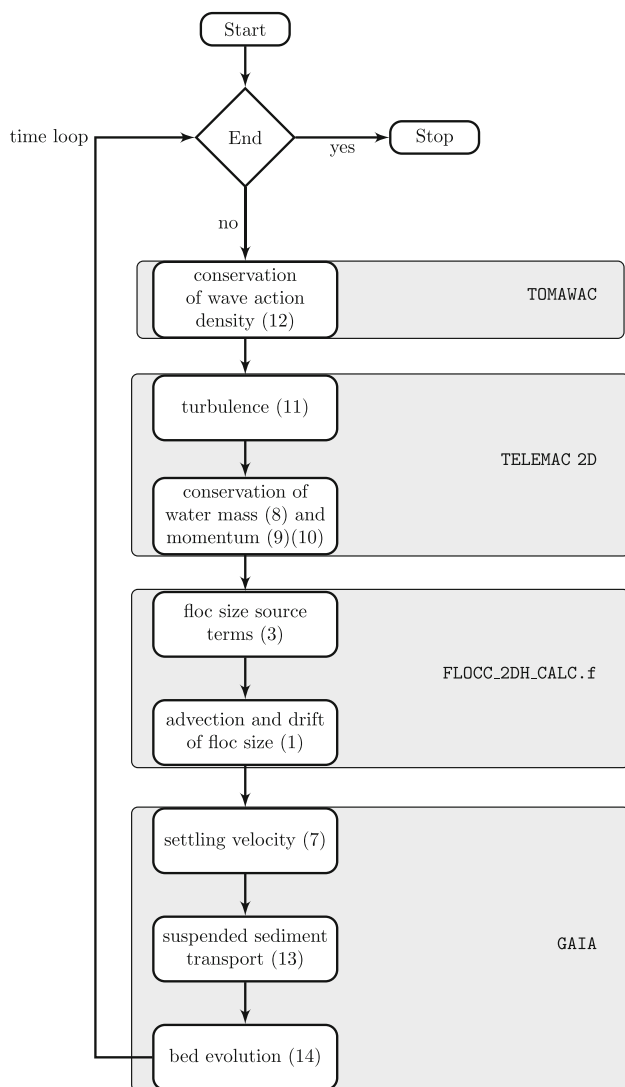 Start
time loop
End
yes
Stop
no
conservation
of wave action
density (12)
TOMAWAC
turbulence (11)
TELEMAC 2D
conservation of
water mass (8) and
momentum (9)(10)
floc size source
terms (3)
FLOCC_2DH_CALC.f
advection and drift
of floc size (1)
settling velocity (7)
suspended sediment
transport (13)
GAIA
bed evolution (14)